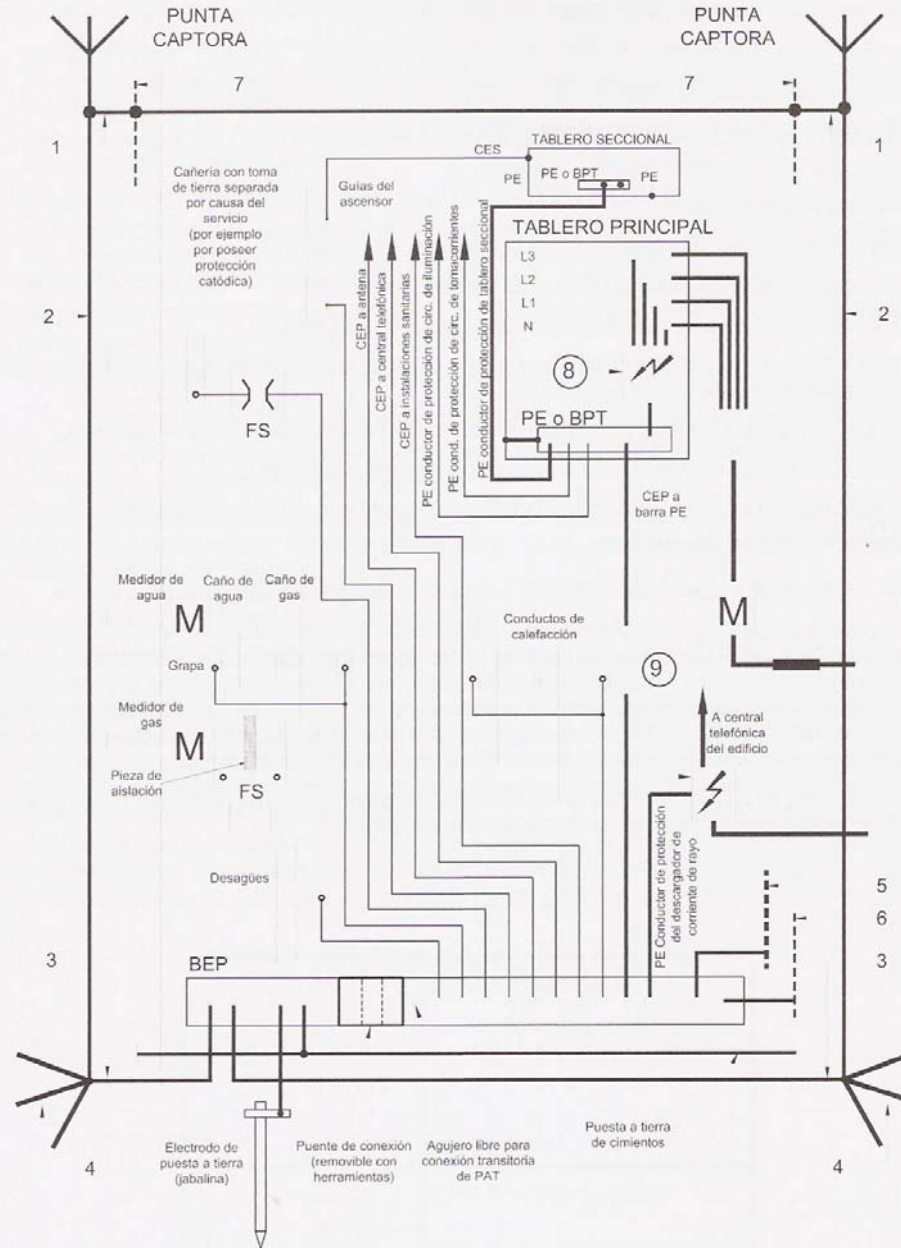 PUNTA
CAPTORA
PUNTA
CAPTORA
7
7
1
1
TABLERO SECCIONAL
CES
PE
PE o BPT
PE
Cañería con toma
de tierra separada
por causa del
servicio
(por ejemplo
por poseer
protección
catódica)
Guías del
ascensor
TABLERO PRINCIPAL
L3
L2
L1
N
2
2
8
PE o BPT
FS
CEP a antena
CEP a central telefónica
CEP a instalaciones sanitarias
PE conductor de protección de circ. de iluminación
PE cond. de protección de circ. de tomacorrientes
PE conductor de protección de tablero seccional
CEP a
barra PE
Medidor de
agua
Caño de
agua
Caño de
gas
M
M
Conductos de
calefacción
Grapa
9
Medidor de
gas
M
A central
telefónica
del edificio
Pieza de
aislación
FS
PE Conductor de protección
del descargador de
corriente de rayo
Desagües
5
6
3
3
BEP
Electrodo de
puesta a tierra
(jabalina)
Puente de conexión
(removible con
herramientas)
Agujero libre para
conexión transitoria
de PAT
Puesta a tierra
de cimientos
4
4